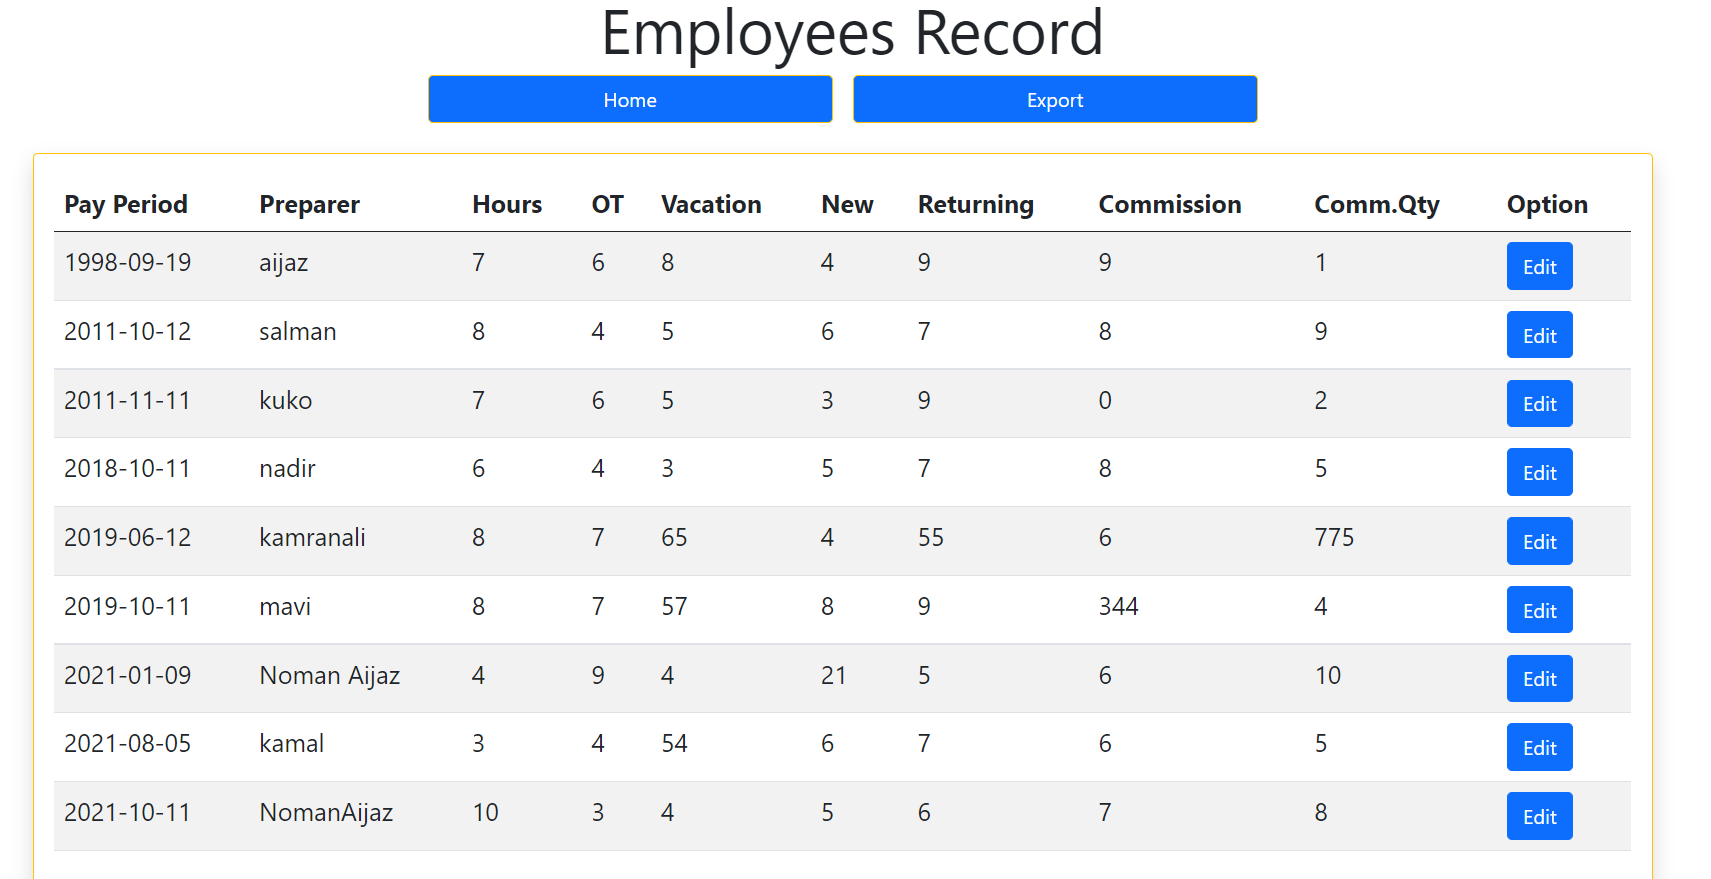 Employees Record
Home Export
Pay Period Preparer Hours OT Vacation New Returning Commission Comm.Qty Option
1998-09-19 aijaz 7 6 8 4 9 9 1 Edit
2011-10-12 salman 8 4 5 6 7 8 9 Edit
2011-11-11 kuko 7 6 5 3 9 0 2 Edit
2018-10-11 nadir 6 4 3 5 7 8 5 Edit
2019-06-12 kamranali 8 7 65 4 55 6 775 Edit
2019-10-11 mavi 8 7 57 8 9 344 4 Edit
2021-01-09 Noman Aijaz 4 9 4 21 5 6 10 Edit
2021-08-05 kamal 3 4 54 6 7 6 5 Edit
2021-10-11 NomanAijaz 10 3 4 5 6 7 8 Edit